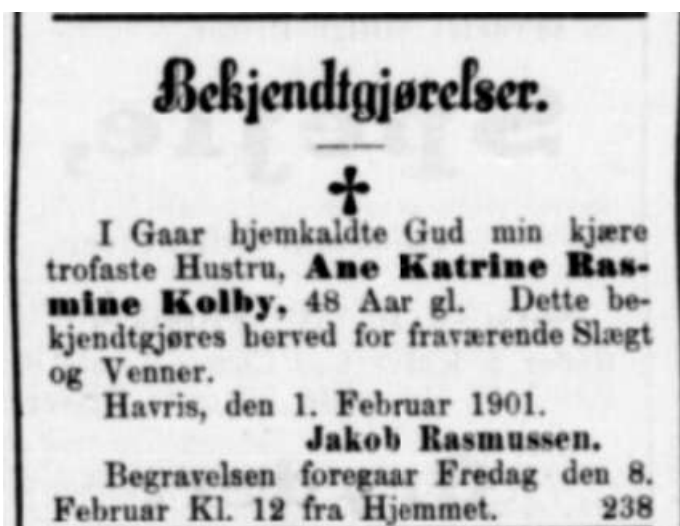 Bekjendtgjørelser.
✝
I Gaar hjemkaldte Gud min kjære
trofaste Hustru, Ane Katrine Ras-
mine Kolby, 48 Aar gl. Dette be-
kjendtgjøres herved for fraværende Slægt
og Venner.
Havris, den 1. Februar 1901.
Jakob Rasmussen.
Begravelsen foregaar Fredag den 8.
Februar Kl. 12 fra Hjemmet. 238